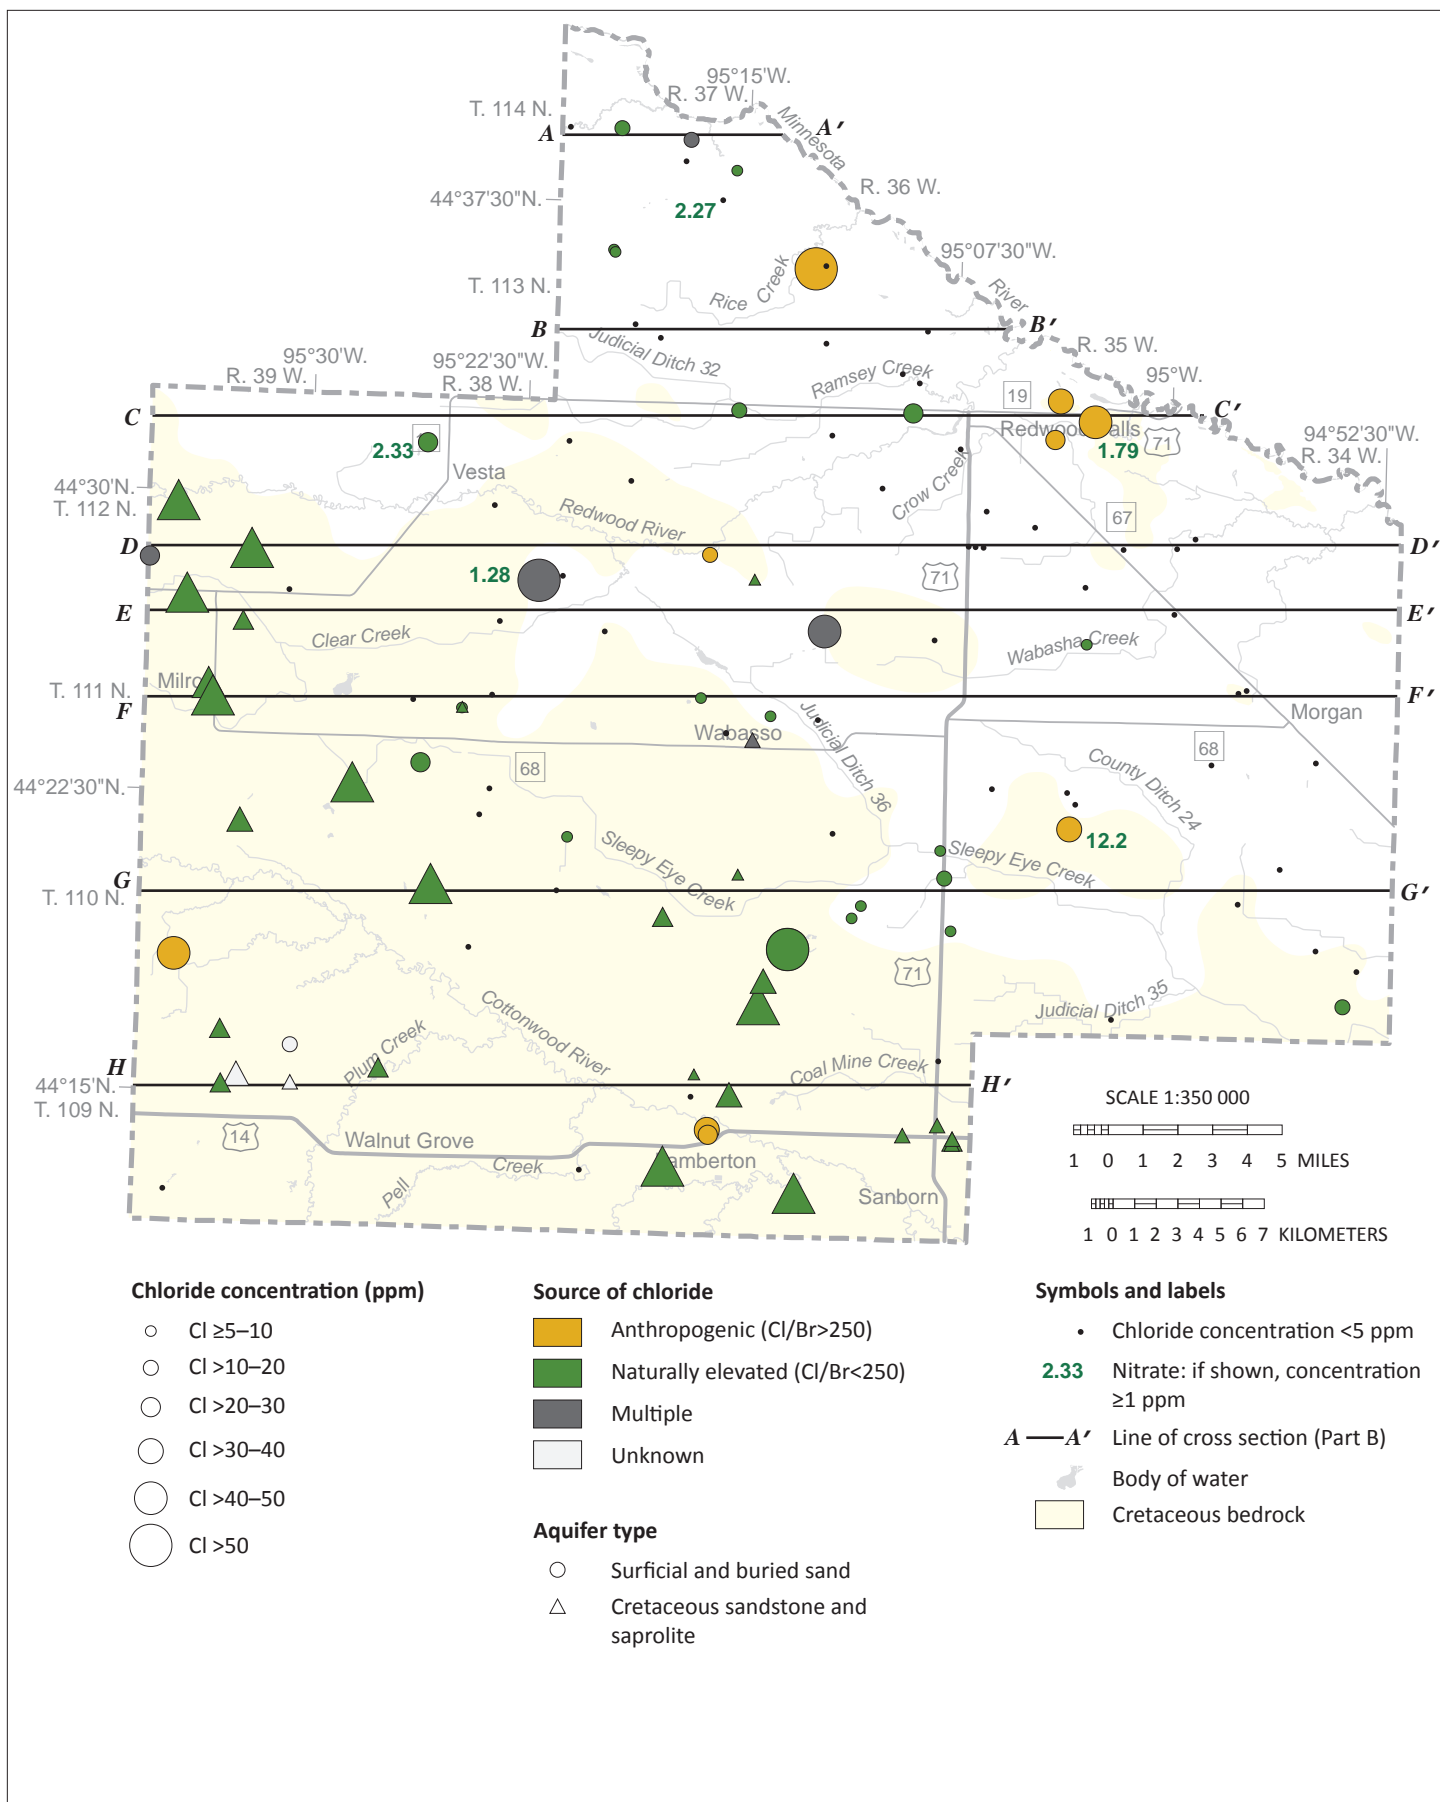 95°15'W.
R. 37 W.
T. 114 N.
A
A′
Minnesota
R. 36 W.
44°37'30"N.
2.27
95°07'30"W.
Creek
T. 113 N.
Rice
River
B
B′
Judicial Ditch 32
R. 35 W.
95°30'W.
95°22'30"W.
R. 39 W.
R. 38 W.
Ramsey Creek
95°W.
19
C
C′
Redwood Falls
71
94°52'30"W.
2.33
1.79
R. 34 W.
Vesta
44°30'N.
T. 112 N.
Crow Creek
Redwood River
67
D
D′
1.28
71
E
E′
Clear Creek
Wabasha Creek
Milro
T. 111 N.
F
F′
Judicial Ditch 36
Morgan
Wabasso
68
68
County Ditch 24
44°22'30"N.
12.2
Sleepy Eye Creek
Sleepy Eye Creek
G
G′
T. 110 N.
71
Cottonwood River
Judicial Ditch 35
Plum Creek
H
Coal Mine Creek
H′
44°15'N.
T. 109 N.
14
Walnut Grove
Creek
amberton
Pell
Sanborn
SCALE 1:350 000
1 0 1 2 3 4 5 MILES
1 0 1 2 3 4 5 6 7 KILOMETERS
Chloride concentration (ppm)
Cl ≥5–10
Cl >10–20
Cl >20–30
Cl >30–40
Cl >40–50
Cl >50
Source of chloride
Anthropogenic (Cl/Br>250)
Naturally elevated (Cl/Br<250)
Multiple
Unknown
Aquifer type
Surficial and buried sand
Cretaceous sandstone and
saprolite
Symbols and labels
Chloride concentration <5 ppm
2.33 Nitrate: if shown, concentration
≥1 ppm
A A′ Line of cross section (Part B)
Body of water
Cretaceous bedrock